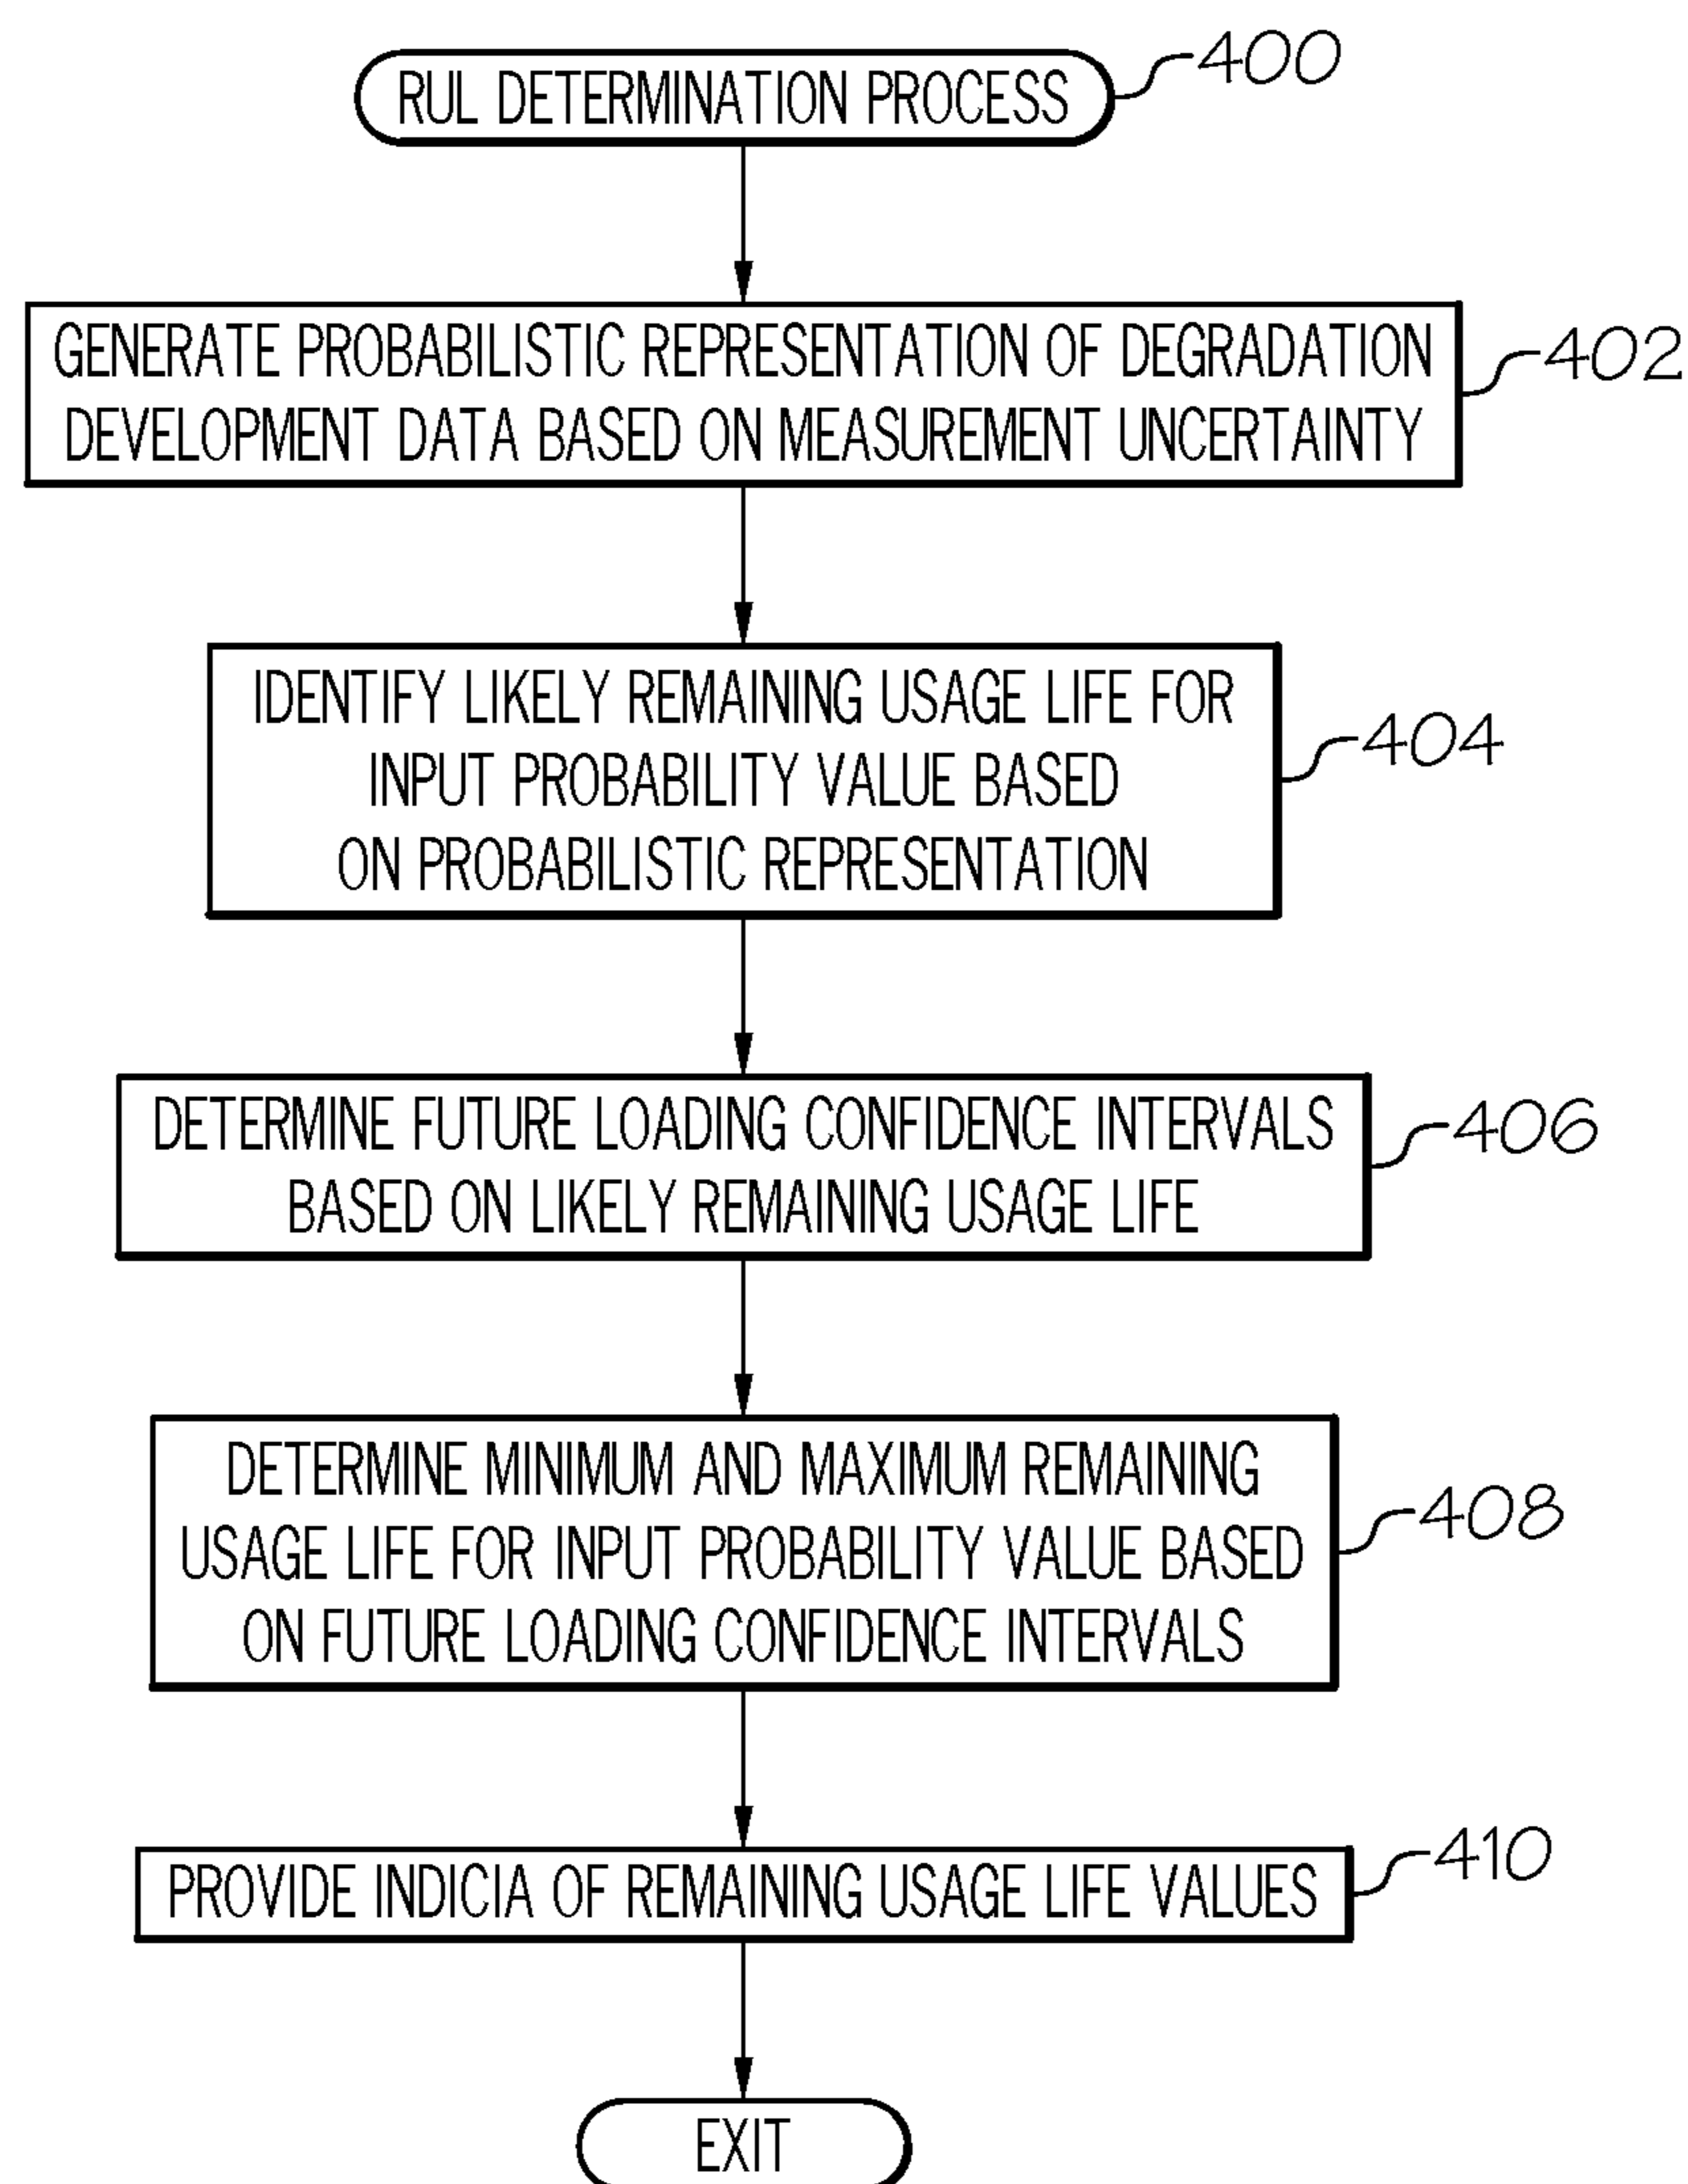 RUL DETERMINATION PROCESS
400
GENERATE PROBABILISTIC REPRESENTATION OF DEGRADATION
DEVELOPMENT DATA BASED ON MEASUREMENT UNCERTAINTY
402
IDENTIFY LIKELY REMAINING USAGE LIFE FOR
INPUT PROBABILITY VALUE BASED
ON PROBABILISTIC REPRESENTATION
404
DETERMINE FUTURE LOADING CONFIDENCE INTERVALS
BASED ON LIKELY REMAINING USAGE LIFE
406
DETERMINE MINIMUM AND MAXIMUM REMAINING
USAGE LIFE FOR INPUT PROBABILITY VALUE BASED
ON FUTURE LOADING CONFIDENCE INTERVALS
408
PROVIDE INDICIA OF REMAINING USAGE LIFE VALUES
410
EXIT